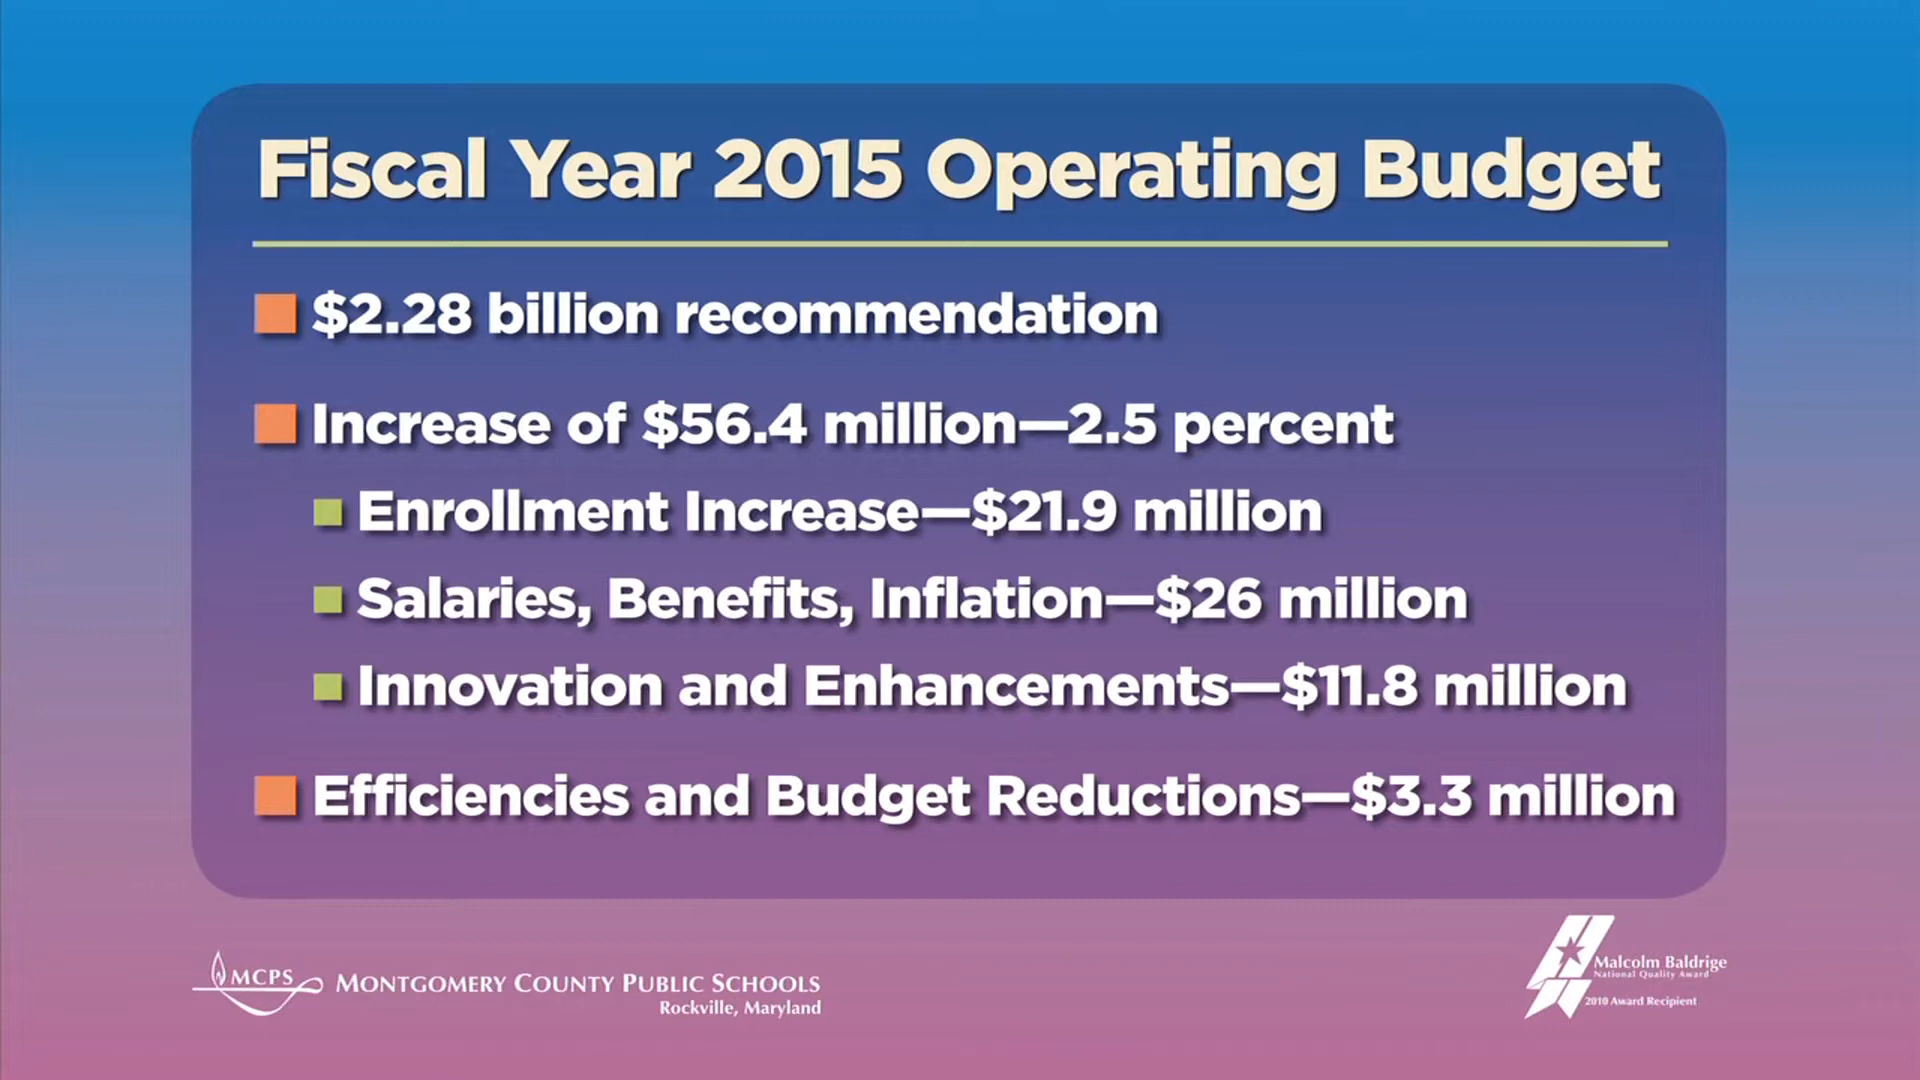 Fiscal Year 2015 Operating Budget
$2.28 billion recommendation
Increase of $56.4 million—2.5 percent
Enrollment Increase—$21.9 million
Salaries, Benefits, Inflation—$26 million
Innovation and Enhancements—$11.8 million
Efficiencies and Budget Reductions—$3.3 million
MCPS MONTGOMERY COUNTY PUBLIC SCHOOLS
Rockville, Maryland
Malcolm Baldrige
National Quality Award
2010 Award Recipient